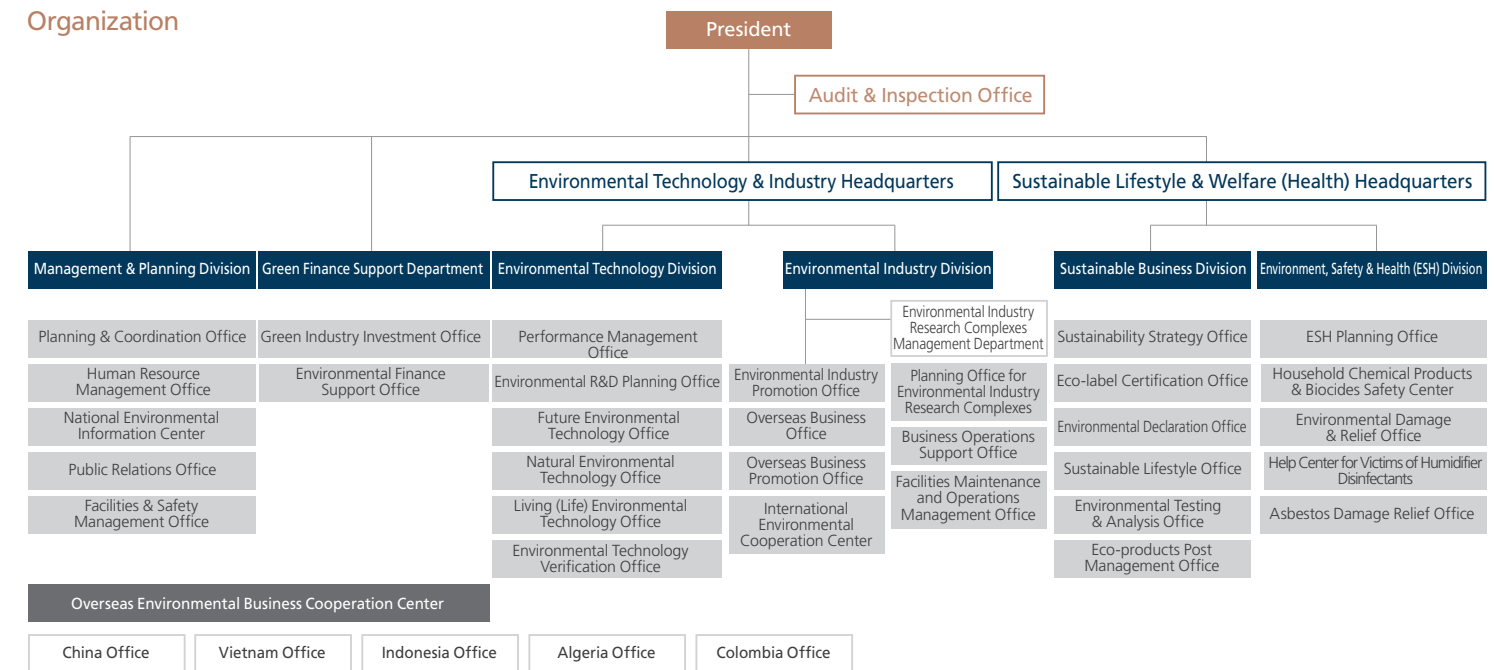 Organization
President
Audit & Inspection Office
Environmental Technology & Industry Headquarters
Sustainable Lifestyle & Welfare (Health) Headquarters
Management & Planning Division
Green Finance Support Department
Environmental Technology Division
Environmental Industry Division
Sustainable Business Division
Environment, Safety & Health (ESH) Division
Planning & Coordination Office
Human Resource
Management Office
National Environmental
Information Center
Public Relations Office
Facilities & Safety
Management Office
Green Industry Investment Office
Environmental Finance
Support Office
Performance Management
Office
Environmental R&D Planning Office
Future Environmental
Technology Office
Natural Environmental
Technology Office
Living (Life) Environmental
Technology Office
Environmental Technology
Verification Office
Environmental Industry
Promotion Office
Overseas Business
Office
Overseas Business
Promotion Office
International
Environmental
Cooperation Center
Environmental Industry
Research Complexes
Management Department
Planning Office for
Environmental Industry
Research Complexes
Business Operations
Support Office
Facilities Maintenance
and Operations
Management Office
Sustainability Strategy Office
Eco-label Certification Office
Environmental Declaration Office
Sustainable Lifestyle Office
Environmental Testing
& Analysis Office
Eco-products Post
Management Office
ESH Planning Office
Household Chemical Products
& Biocides Safety Center
Environmental Damage
& Relief Office
Help Center for Victims of Humidifier
Disinfectants
Asbestos Damage Relief Office
Overseas Environmental Business Cooperation Center
China Office
Vietnam Office
Indonesia Office
Algeria Office
Colombia Office